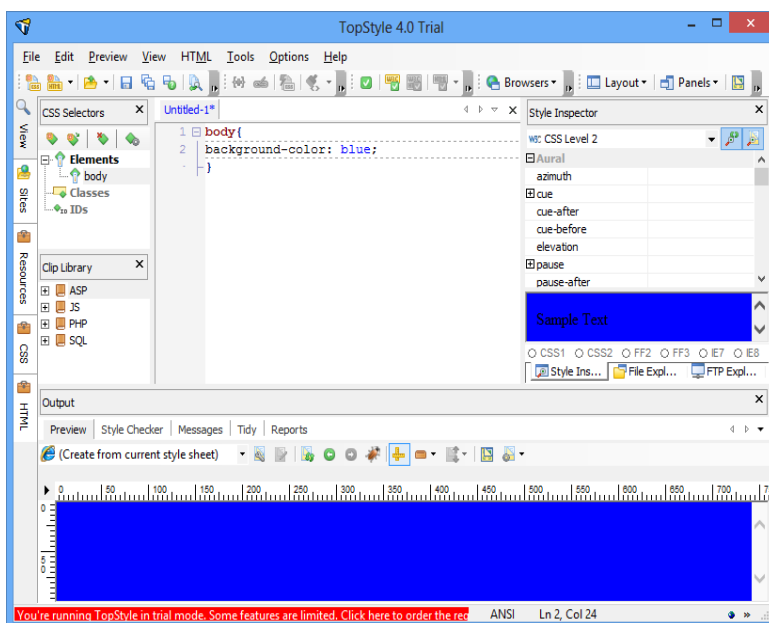 TopStyle 4.0 Trial
File Edit Preview View HTML Tools Options Help
Browsers Layout Panels
View
Sites
Resources
CSS
HTML
CSS Selectors
Elements
body
Classes
IDs
Clip Library
ASP
JS
PHP
SQL
Untitled-1*
1 body{
2 background-color: blue;
- }
Style Inspector
W3C CSS Level 2
Aural
azimuth
cue
cue-after
cue-before
elevation
pause
pause-after
Sample Text
CSS1 CSS2 FF2 FF3 IE7 IE8
Style Ins... File Expl... FTP Expl...
Output
Preview Style Checker Messages Tidy Reports
(Create from current style sheet)
0 50 100 150 200 250 300 350 400 450 500 550 600 650 700 7
0
50
You're running TopStyle in trial mode. Some features are limited. Click here to order the reg
ANSI Ln 2, Col 24